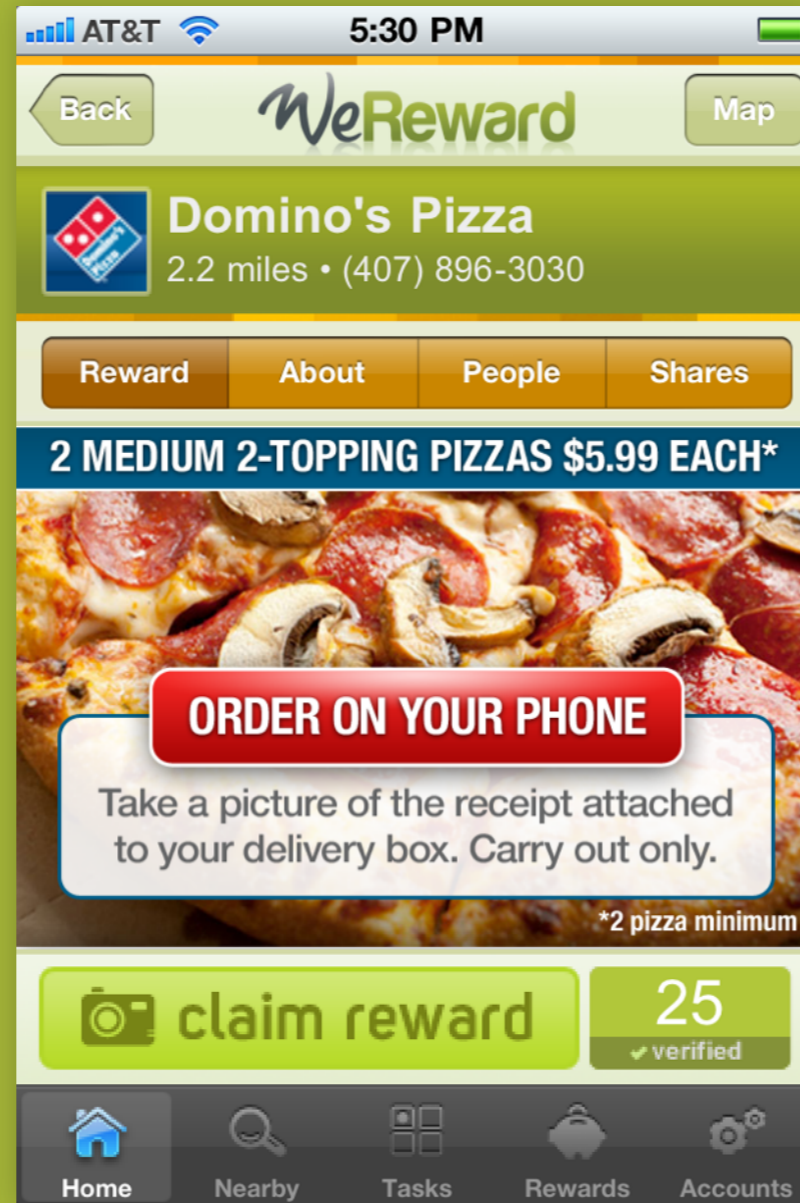 AT&T 5:30 PM
Back WeReward Map
Domino's Pizza
2.2 miles • (407) 896-3030
Domino's Pizza
Reward About People Shares
2 MEDIUM 2-TOPPING PIZZAS $5.99 EACH*
ORDER ON YOUR PHONE
Take a picture of the receipt attached
to your delivery box. Carry out only.
*2 pizza minimum
claim reward 25
verified
Home Nearby Tasks Rewards Accounts